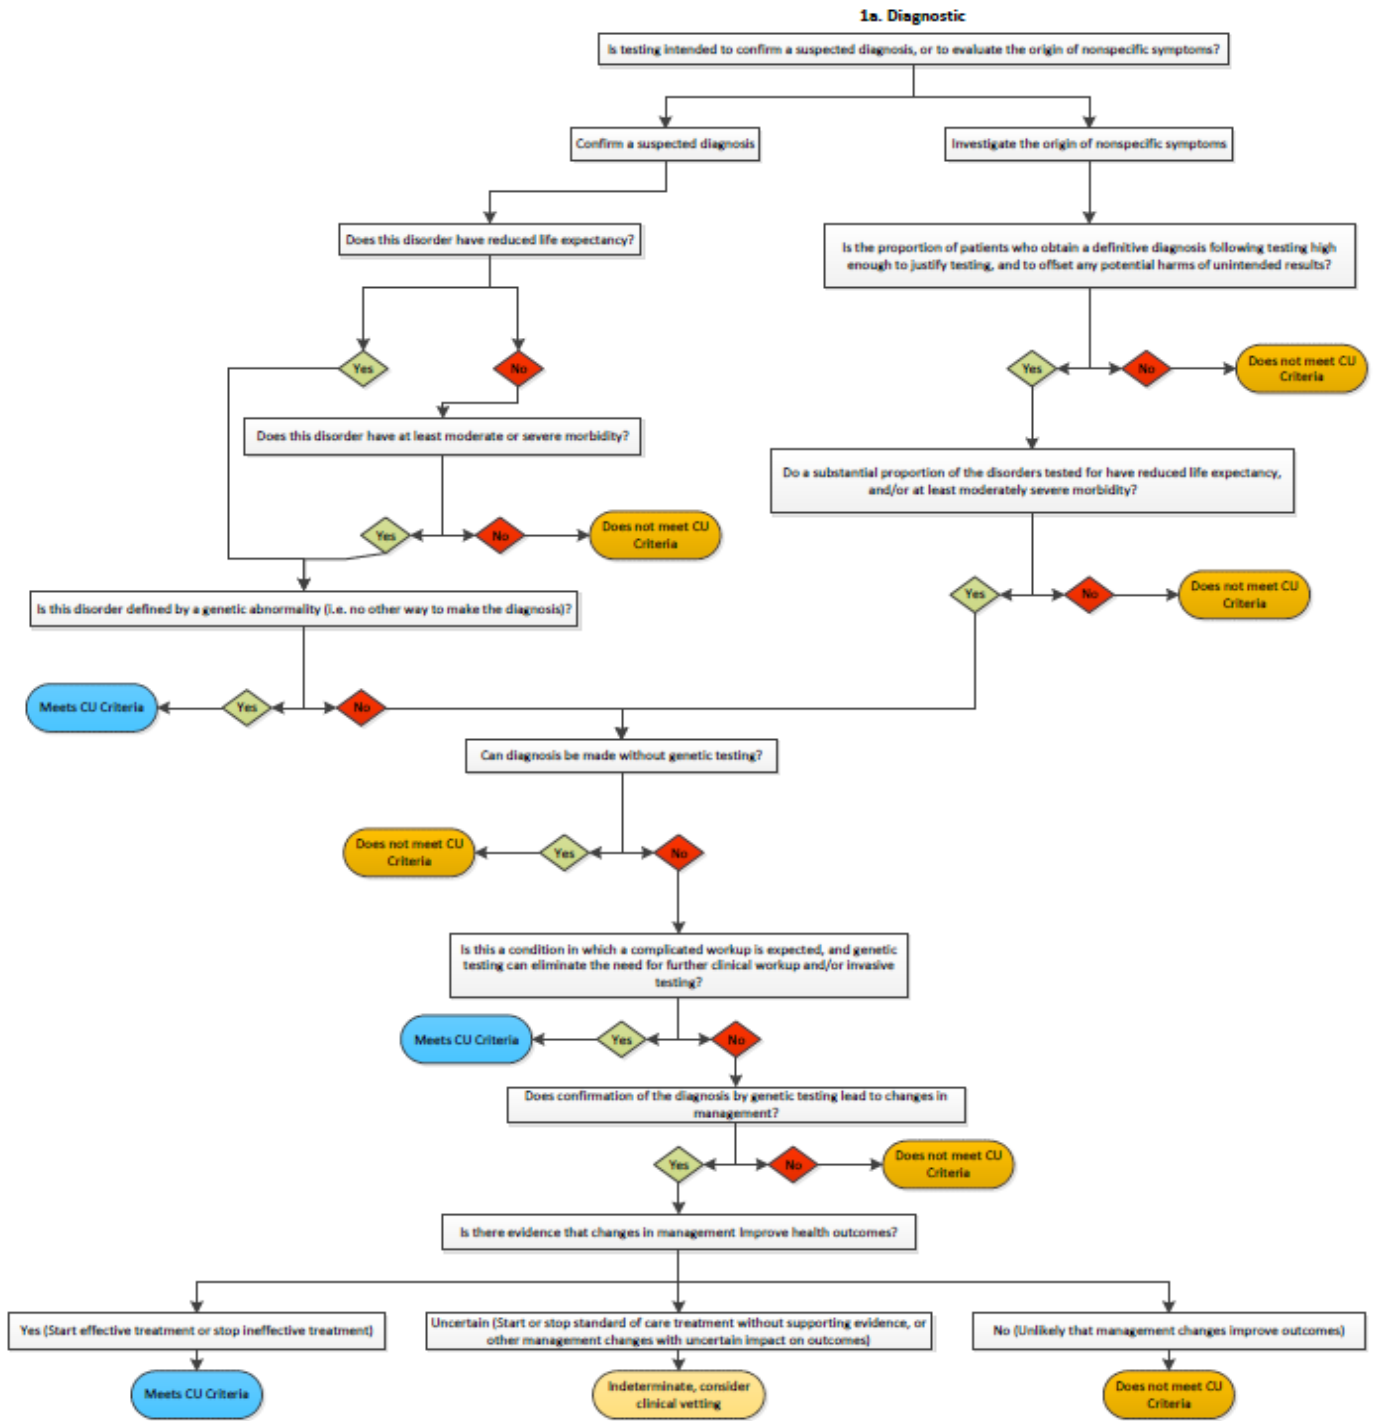 1a. Diagnostic
Is testing intended to confirm a suspected diagnosis, or to evaluate the origin of nonspecific symptoms?
Confirm a suspected diagnosis
Investigate the origin of nonspecific symptoms
Does this disorder have reduced life expectancy?
Is the proportion of patients who obtain a definitive diagnosis following testing high
enough to justify testing, and to offset any potential harms of unintended results?
Yes
No
Yes
No
Does not meet CU
Criteria
Does this disorder have at least moderate or severe morbidity?
Do a substantial proportion of the disorders tested for have reduced life expectancy,
and/or at least moderately severe morbidity?
Yes
No
Does not meet CU
Criteria
Is this disorder defined by a genetic abnormality (i.e. no other way to make the diagnosis)?
Yes
No
Does not meet CU
Criteria
Meets CU Criteria
Yes
No
Can diagnosis be made without genetic testing?
Does not meet CU
Criteria
Yes
No
Is this a condition in which a complicated workup is expected, and genetic
testing can eliminate the need for further clinical workup and/or invasive
testing?
Meets CU Criteria
Yes
No
Does confirmation of the diagnosis by genetic testing lead to changes in
management?
Yes
No
Does not meet CU
Criteria
Is there evidence that changes in management Improve health outcomes?
Yes (Start effective treatment or stop ineffective treatment)
Uncertain (Start or stop standard of care treatment without supporting evidence, or
other management changes with uncertain impact on outcomes)
No (Unlikely that management changes improve outcomes)
Meets CU Criteria
Indeterminate, consider
clinical vetting
Does not meet CU
Criteria